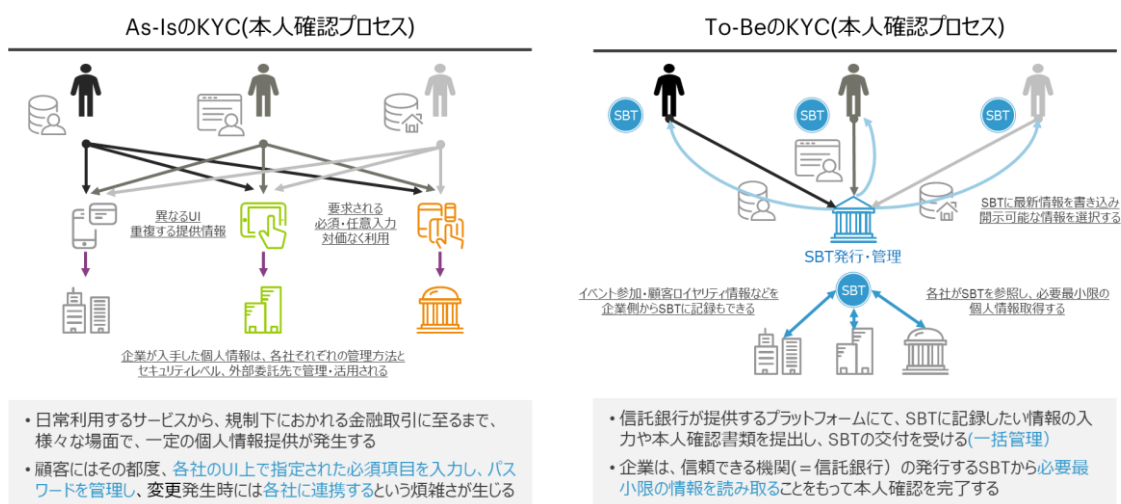 As-IsのKYC(本人確認プロセス)
異なるUI
重複する提供情報
要求される
必須・任意入力
対価なく利用
企業が入手した個人情報は、各社それぞれの管理方法と
セキュリティレベル、外部委託先で管理・活用される
• 日常利用するサービスから、規制下におかれる金融取引に至るまで、
様々な場面で、一定の個人情報提供が発生する
• 顧客にはその都度、各社のUI上で指定された必須項目を入力し、パス
ワードを管理し、変更発生時には各社に連携するという煩雑さが生じる
To-BeのKYC(本人確認プロセス)
SBT
SBT
SBT
SBTに最新情報を書き込み
開示可能な情報を選択する
SBT発行・管理
イベント参加・顧客ロイヤリティ情報などを
企業側からSBTに記録もできる
SBT
各社がSBTを参照し、必要最小限の
個人情報取得する
• 信託銀行が提供するプラットフォームにて、SBTに記録したい情報の入
力や本人確認書類を提出し、SBTの交付を受ける(一括管理)
• 企業は、信頼できる機関(=信託銀行）の発行するSBTから必要最
小限の情報を読み取ることをもって本人確認を完了する